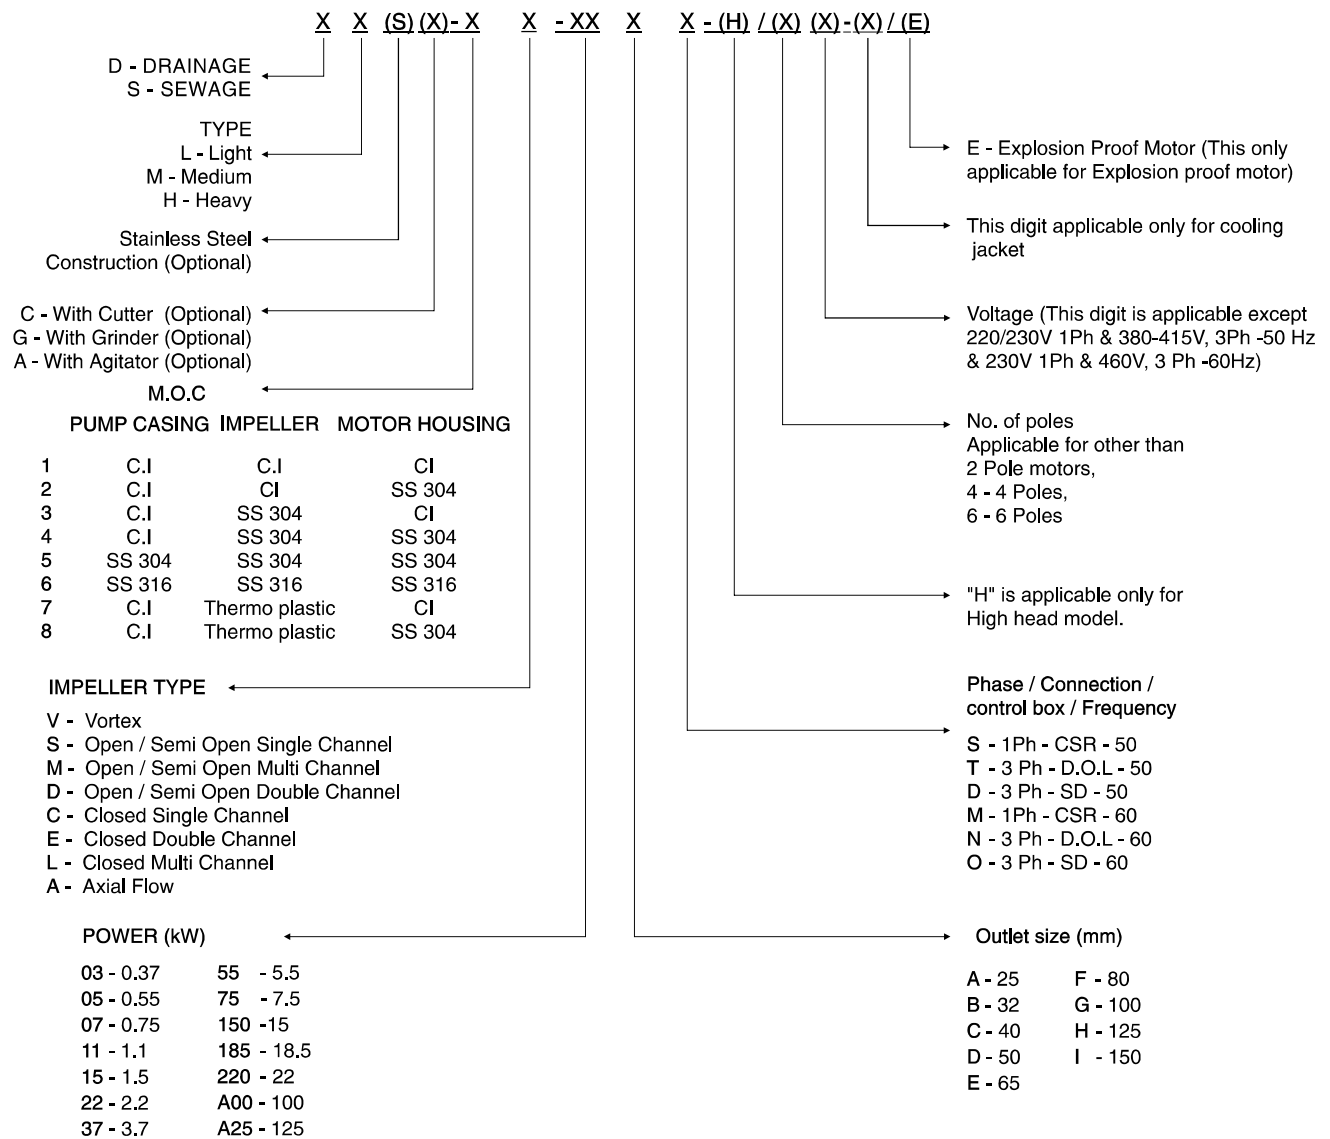 X X (S) (X) - X X - XX X X - (H) / (X) (X) - (X) / (E)
D - DRAINAGE
S - SEWAGE
TYPE
L - Light
M - Medium
H - Heavy
Stainless Steel
Construction (Optional)
C - With Cutter (Optional)
G - With Grinder (Optional)
A - With Agitator (Optional)
M.O.C
PUMP CASING IMPELLER MOTOR HOUSING
1 C.I C.I CI
2 C.I CI SS 304
3 C.I SS 304 CI
4 C.I SS 304 SS 304
5 SS 304 SS 304 SS 304
6 SS 316 SS 316 SS 316
7 C.I Thermo plastic CI
8 C.I Thermo plastic SS 304
IMPELLER TYPE
V - Vortex
S - Open / Semi Open Single Channel
M - Open / Semi Open Multi Channel
D - Open / Semi Open Double Channel
C - Closed Single Channel
E - Closed Double Channel
L - Closed Multi Channel
A - Axial Flow
POWER (kW)
03 - 0.37 55 - 5.5
05 - 0.55 75 - 7.5
07 - 0.75 150 -15
11 - 1.1 185 - 18.5
15 - 1.5 220 - 22
22 - 2.2 A00 - 100
37 - 3.7 A25 - 125
E - Explosion Proof Motor (This only
applicable for Explosion proof motor)
This digit applicable only for cooling
jacket
Voltage (This digit is applicable except
220/230V 1Ph & 380-415V, 3Ph -50 Hz
& 230V 1Ph & 460V, 3 Ph -60Hz)
No. of poles
Applicable for other than
2 Pole motors,
4 - 4 Poles,
6 - 6 Poles
"H" is applicable only for
High head model.
Phase / Connection /
control box / Frequency
S - 1Ph - CSR - 50
T - 3 Ph - D.O.L - 50
D - 3 Ph - SD - 50
M - 1Ph - CSR - 60
N - 3 Ph - D.O.L - 60
O - 3 Ph - SD - 60
Outlet size (mm)
A - 25 F - 80
B - 32 G - 100
C - 40 H - 125
D - 50 I - 150
E - 65